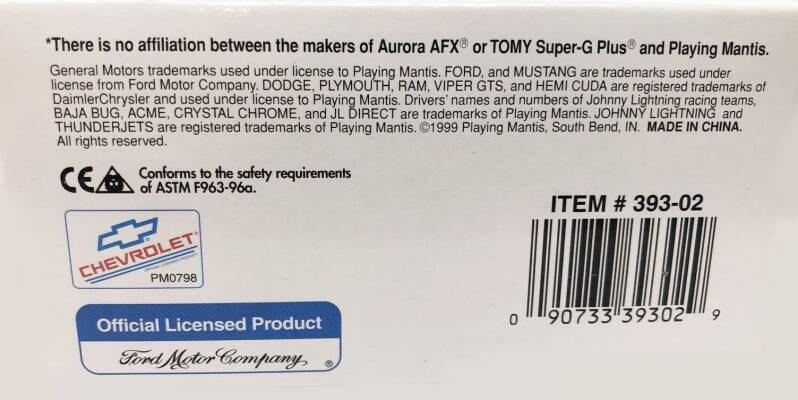 *There is no affiliation between the makers of Aurora AFX® or TOMY Super-G Plus® and Playing Mantis.
General Motors trademarks used under license to Playing Mantis. FORD, and MUSTANG are trademarks used under
license from Ford Motor Company. DODGE, PLYMOUTH, RAM, VIPER GTS, and HEMI CUDA are registered trademarks of
DaimlerChrysler and used under license to Playing Mantis. Drivers' names and numbers of Johnny Lightning racing teams,
BAJA BUG, ACME, CRYSTAL CHROME, and JL DIRECT are trademarks of Playing Mantis. JOHNNY LIGHTNING and
THUNDERJETS are registered trademarks of Playing Mantis. ©1999 Playing Mantis, South Bend, IN. MADE IN CHINA.
All rights reserved.
CE Conforms to the safety requirements
of ASTM F963-96a.
CHEVROLET
PM0798
Official Licensed Product
Ford Motor Company ®
ITEM # 393-02
0 90733 39302 9